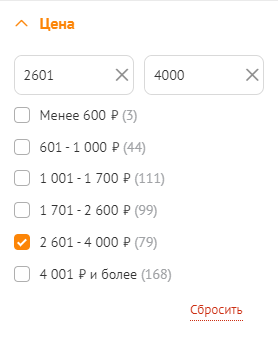 Цена
2601 4000
Менее 600 ₽ (3)
601 - 1 000 ₽ (44)
1 001 - 1 700 ₽ (111)
1 701 - 2 600 ₽ (99)
2 601 - 4 000 ₽ (79)
4 001 ₽ и более (168)
Сбросить